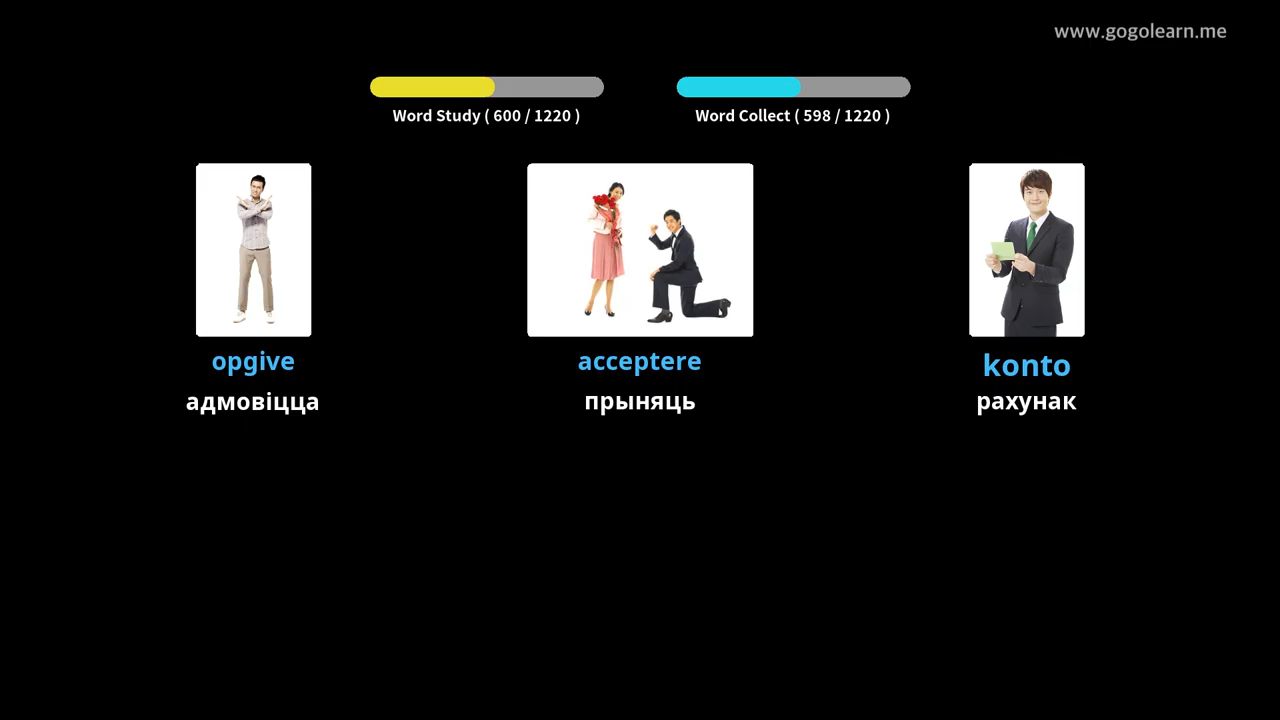 www.gogolearn.me
Word Study ( 600 / 1220 )
Word Collect ( 598 / 1220 )
opgive
acceptere
konto
адмовіцца
прыняць
рахунак